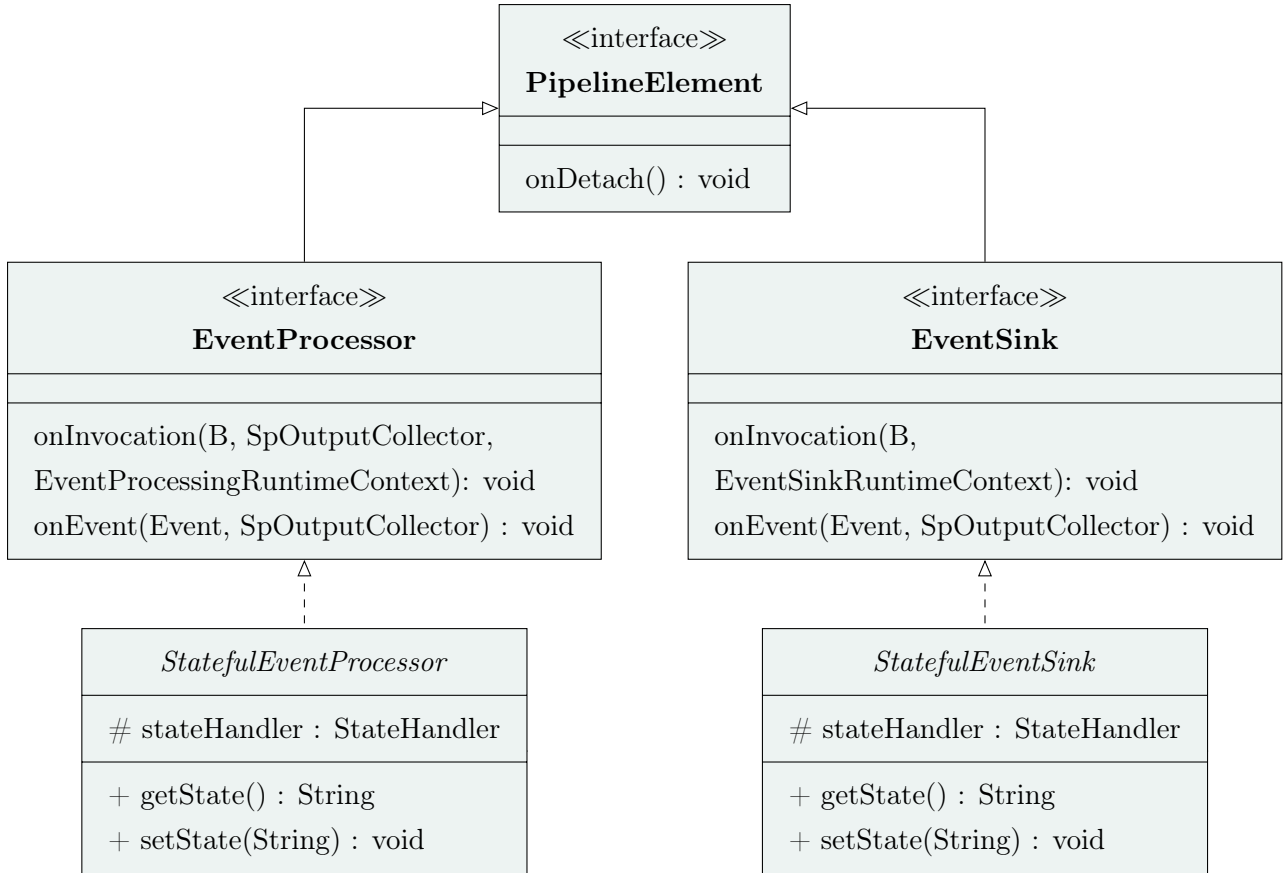 ≪interface≫
PipelineElement
onDetach() : void
≪interface≫
EventProcessor
onInvocation(B, SpOutputCollector,
EventProcessingRuntimeContext): void
onEvent(Event, SpOutputCollector) : void
≪interface≫
EventSink
onInvocation(B,
EventSinkRuntimeContext): void
onEvent(Event, SpOutputCollector) : void
StatefulEventProcessor
# stateHandler : StateHandler
+ getState() : String
+ setState(String) : void
StatefulEventSink
# stateHandler : StateHandler
+ getState() : String
+ setState(String) : void